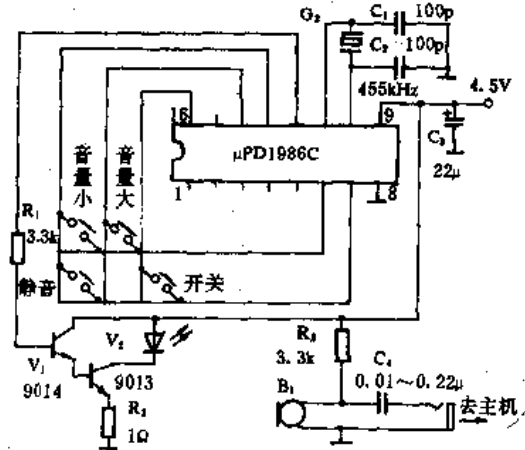 G₂
C₁
100p
C₂
100p
455kHz
4.5V
16
9
C₃
22μ
μPD1986C
1
8
音量小
音量大
R₁
3.3k
静音
开关
V₁
9014
V₂
9013
R₂
1Ω
R₃
3.3k
C₄
0.01～0.22μ
B₁
去主机